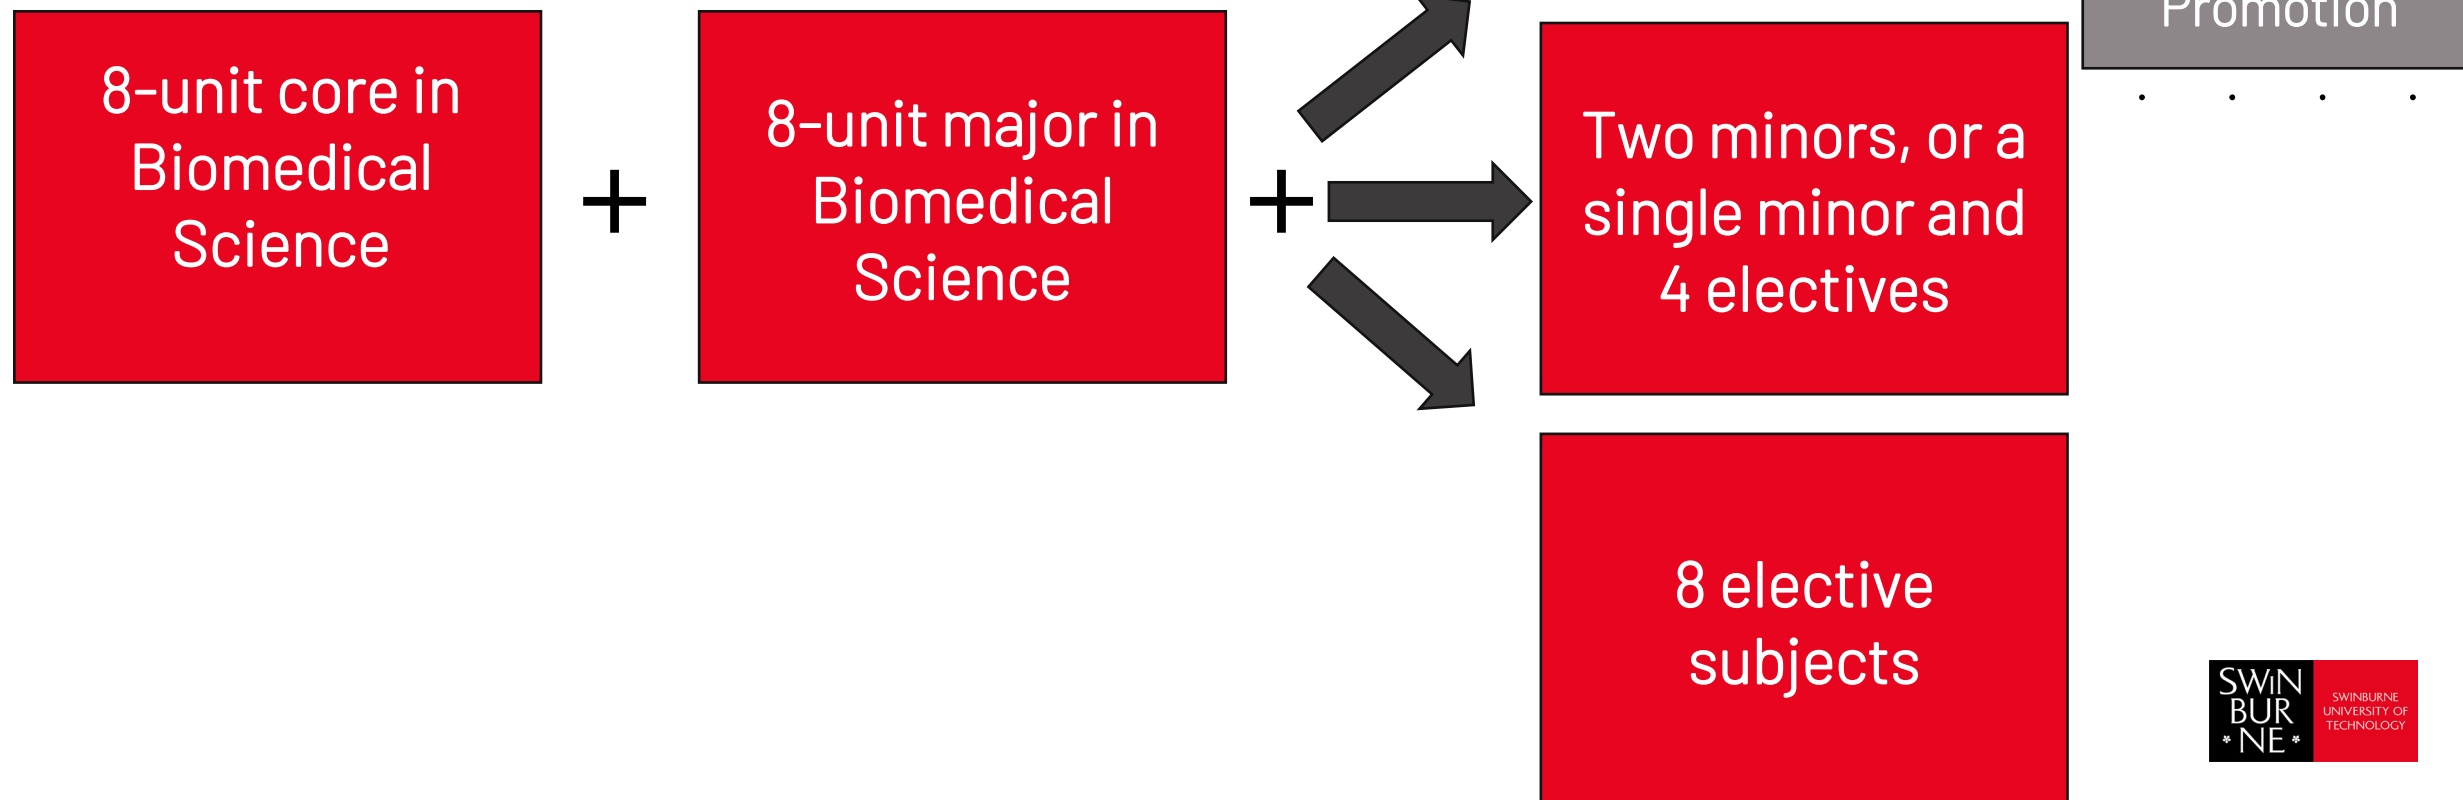 Promotion
8-unit core in
Biomedical
Science
+
8-unit major in
Biomedical
Science
+
Two minors, or a
single minor and
4 electives
8 elective
subjects
SWiN
BUR
* NE *
SWINBURNE
UNIVERSITY OF
TECHNOLOGY